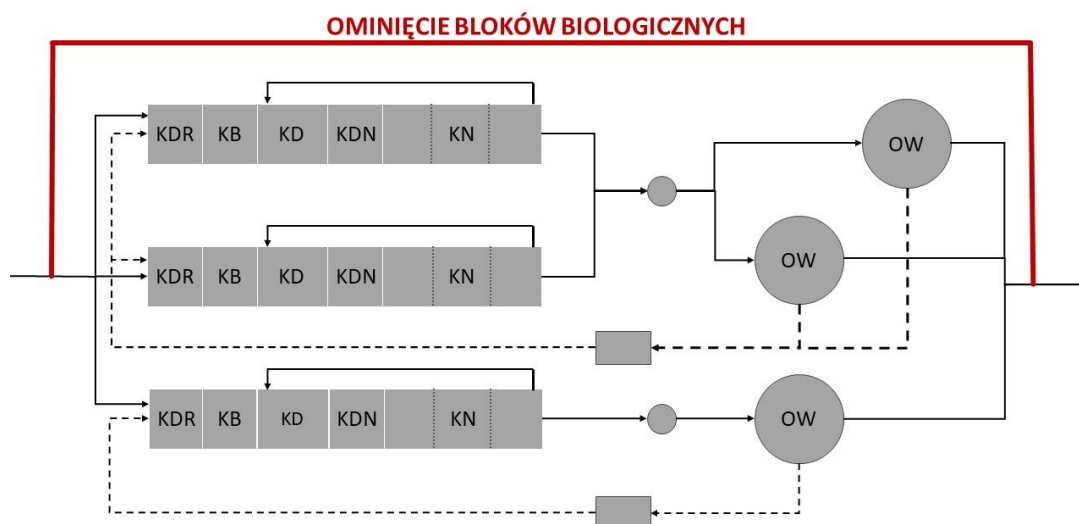 OMINIĘCIE BLOKÓW BIOLOGICZNYCH
KDR KB KD KDN KN
OW
KDR KB KD KDN KN
OW
KDR KB KD KDN KN
OW